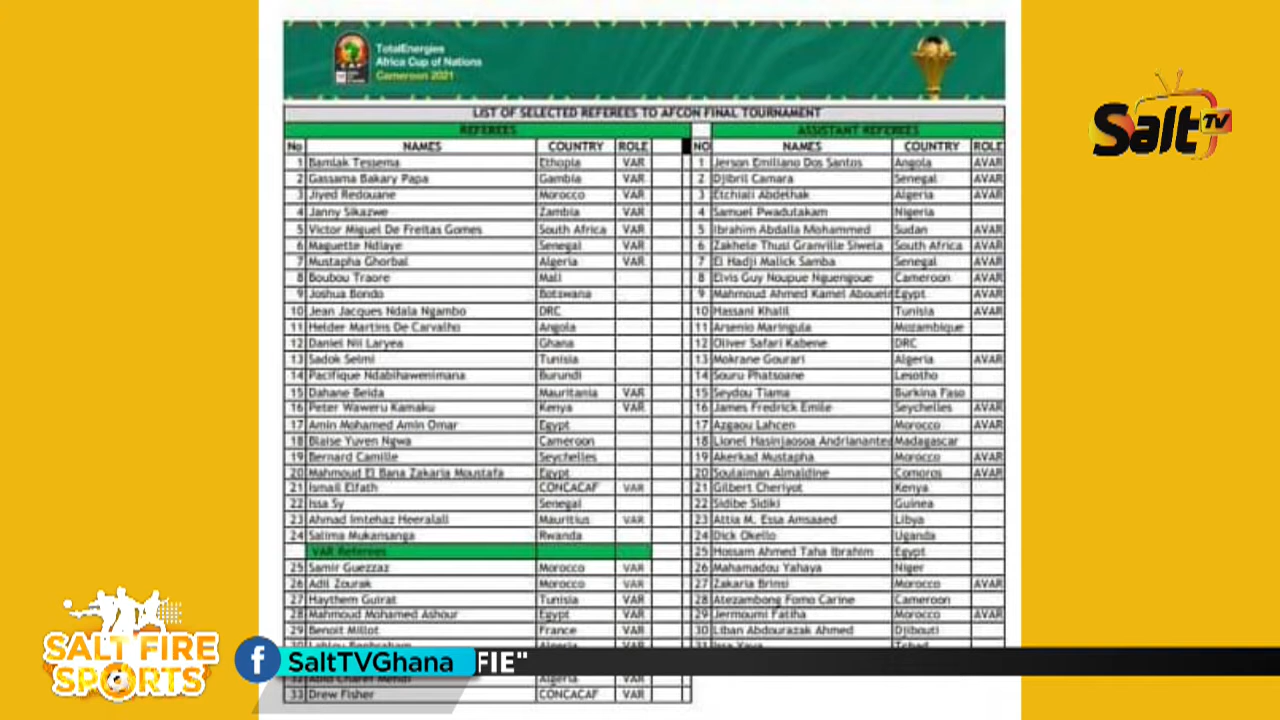 TotalEnergies
Africa Cup of Nations
Cameroon 2021
CAF
Salt TV
LIST OF SELECTED REFEREES TO AFCON FINAL TOURNAMENT
REFEREES ASSISTANT REFEREES
No NAMES COUNTRY ROLE NO NAMES COUNTRY ROLE
1 Bamlak Tessema Ethopia VAR 1 Jerson Emiliano Dos Santos Angola AVAR
2 Gassama Bakary Papa Gambia VAR 2 Djibril Camara Senegal AVAR
3 Jiyed Redouane Morocco VAR 3 Etchiali Abdelhak Algeria AVAR
4 Janny Sikazwe Zambia VAR 4 Samuel Pwadutakam Nigeria
5 Victor Miguel De Freitas Gomes South Africa VAR 5 Ibrahim Abdalla Mohammed Sudan AVAR
6 Maguette Ndiaye Senegal VAR 6 Zakhele Thusi Granville Siwela South Africa AVAR
7 Mustapha Ghorbal Algeria VAR 7 El Hadji Malick Samba Senegal AVAR
8 Boubou Traore Mali 8 Elvis Guy Noupue Nguengoue Cameroon AVAR
9 Joshua Bondo Botswana 9 Mahmoud Ahmed Kamel Egypt AVAR
10 Jean Jacques Ndala Ngambo DRC 10 Hassani Khalil Tunisia AVAR
11 Helder Martins De Carvalho Angola 11 Arsenio Maringula Mozambique
12 Daniel Nii Laryea Ghana 12 Oliver Safari Kabene DRC
13 Sadok Selmi Tunisia 13 Mokrane Gourari Algeria AVAR
14 Pacifique Ndabihawenimana Burundi 14 Souru Phatsoane Lesotho
15 Dahane Beida Mauritania VAR 15 Seydou Tiama Burkina Faso
16 Peter Waweru Kamaku Kenya VAR 16 James Fredrick Emile Seychelles AVAR
17 Amin Mohamed Amin Omar Egypt 17 Azgaou Lahcen Morocco AVAR
18 Blaise Yuven Ngwa Cameroon 18 Lionel Hasinjaosoa Madagascar
19 Bernard Camille Seychelles 19 Akerkad Mustapha Morocco AVAR
20 Mahmoud El Bana Zakaria Moustafa Egypt 20 Soulaiman Almaldine Comoros AVAR
21 Ismail Elfath CONCACAF VAR 21 Gilbert Cheriyot Kenya
22 Issa Sy Senegal 22 Sidibe Sidiki Guinea
23 Ahmad Imtehaz Heeralall Mauritius VAR 23 Attia M. Essa Amsaaed Libya
24 Salima Mukansanga Rwanda 24 Dick Okello Uganda
VAR Referees 25 Hossam Ahmed Taha Ibrahim Egypt
25 Samir Guezzaz Morocco VAR 26 Mahamadou Yahaya Niger
26 Adil Zourak Morocco VAR 27 Zakaria Brinsi Morocco AVAR
27 Haythem Guirat Tunisia VAR 28 Atezambong Fomo Carine Cameroon
28 Mahmoud Mohamed Ashour Egypt VAR 29 Jermoumi Fatiha Morocco AVAR
29 Benoit Millot France VAR 30 Liban Abdourazak Ahmed Djibouti
33 Drew Fisher CONCACAF VAR
SALT FIRE
SPORTS
f SaltTVGhana FIE"